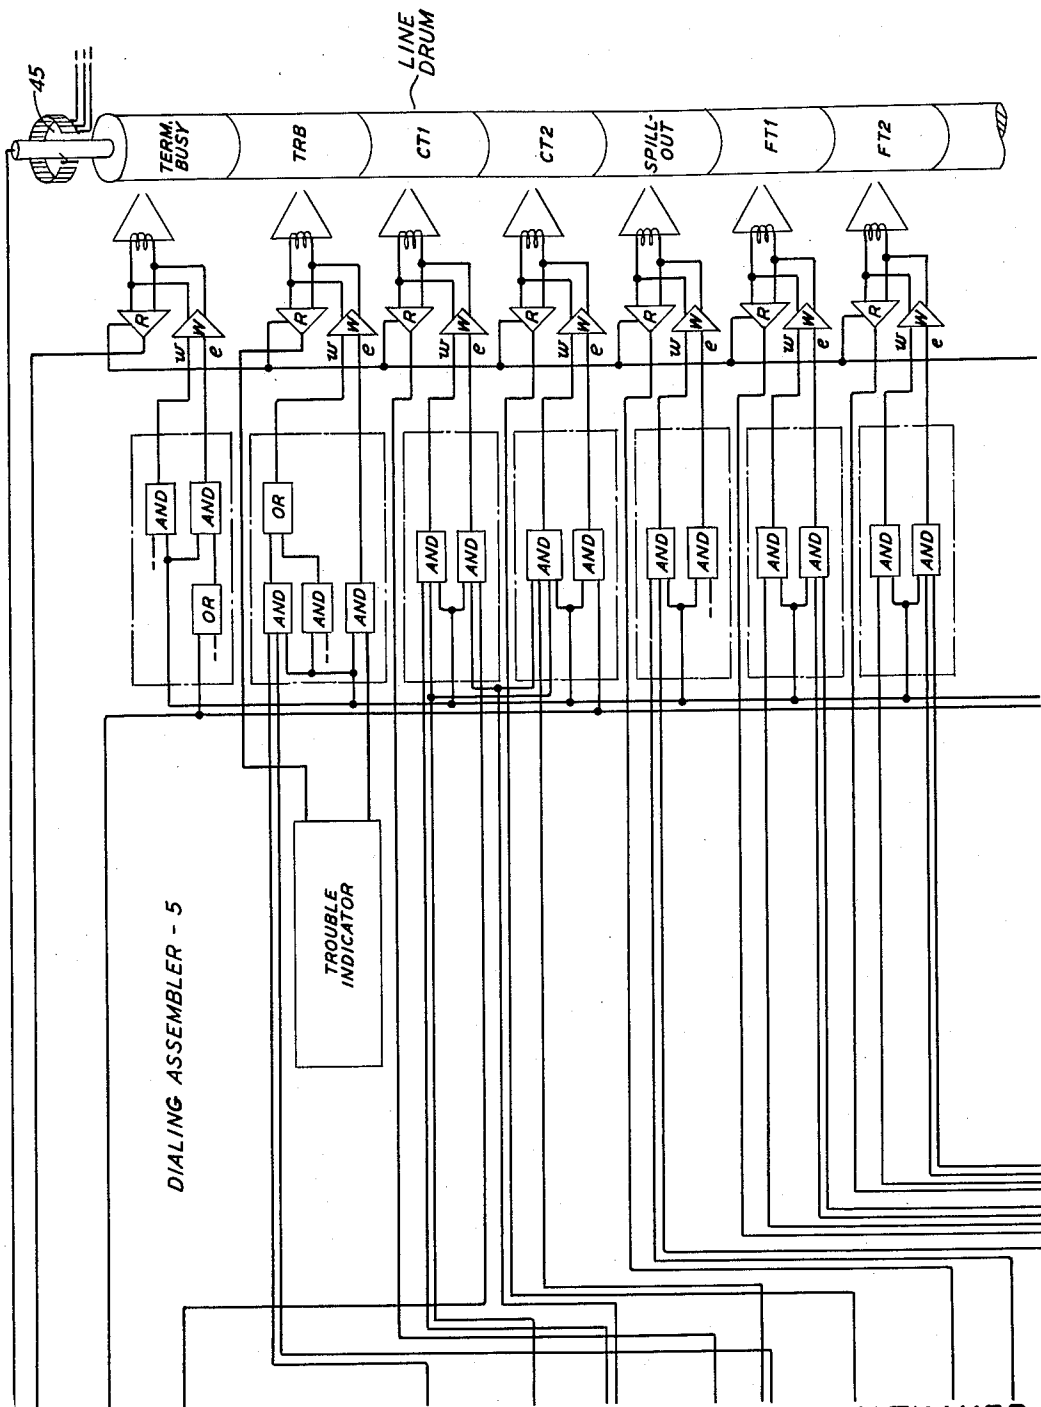 45
LINE
DRUM
TERM.
BUSY
TRB
CT1
CT2
SPILL-
OUT
FT1
FT2
R
W
w
e
R
W
w
e
R
W
w
e
R
W
w
e
R
W
w
e
R
W
w
e
R
W
w
e
AND
AND
OR
OR
AND
AND
AND
AND
AND
AND
AND
AND
AND
AND
AND
AND
AND
TROUBLE
INDICATOR
DIALING ASSEMBLER - 5